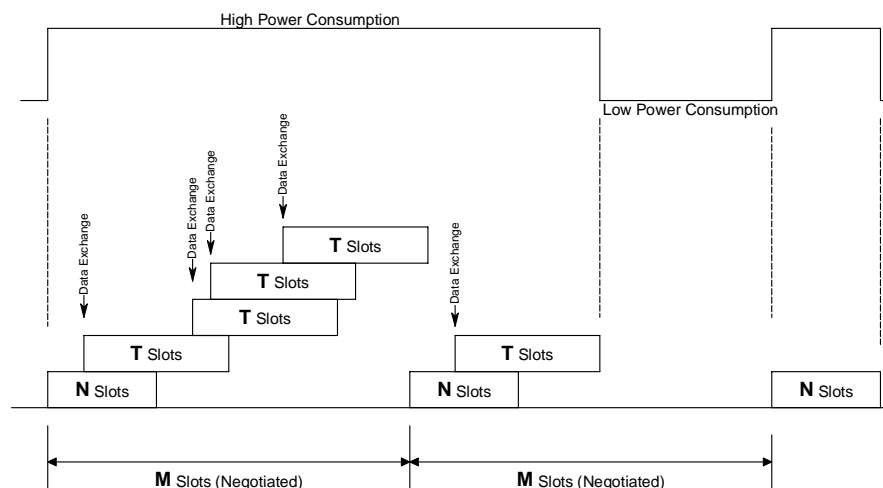 High Power Consumption
Low Power Consumption
Data Exchange
Data Exchange
Data Exchange
Data Exchange
Data Exchange
T Slots
T Slots
T Slots
T Slots
T Slots
N Slots
N Slots
N Slots
M Slots (Negotiated)
M Slots (Negotiated)